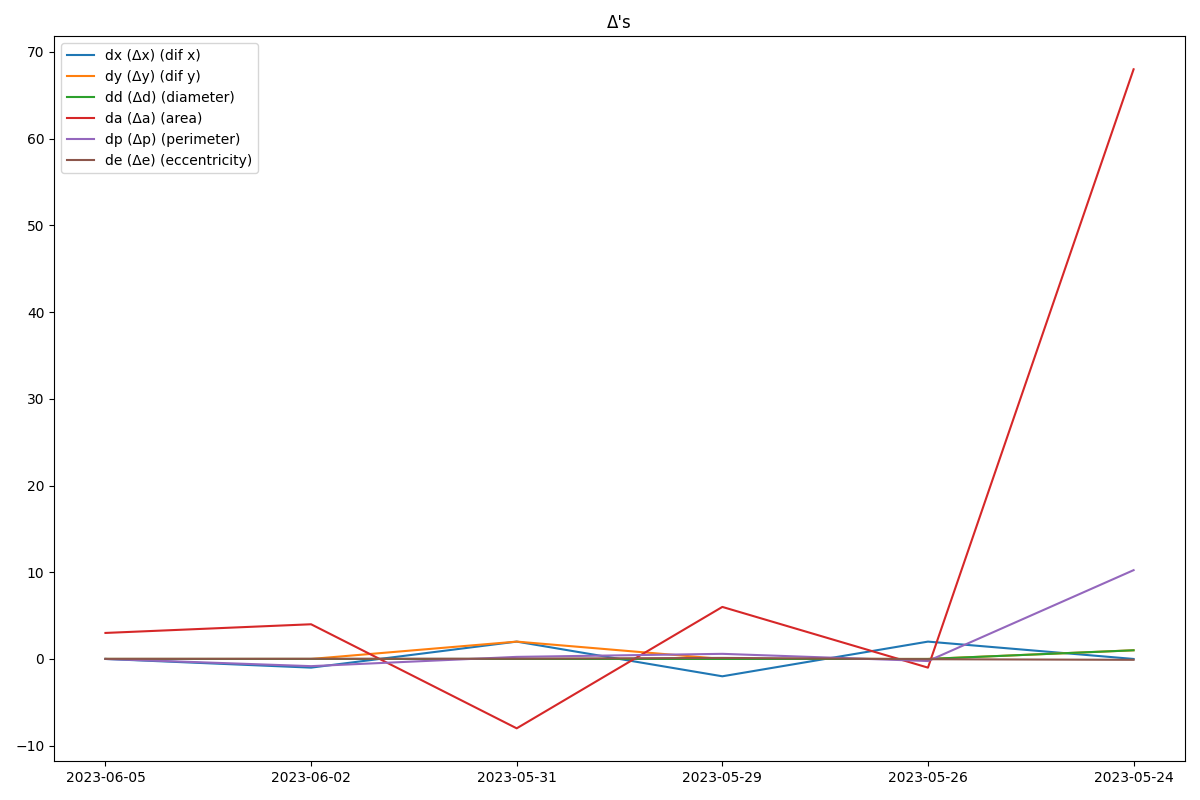 Δ's
dx (Δx) (dif x)
dy (Δy) (dif y)
dd (Δd) (diameter)
da (Δa) (area)
dp (Δp) (perimeter)
de (Δe) (eccentricity)
70
60
50
40
30
20
10
0
−10
2023-06-05 2023-06-02 2023-05-31 2023-05-29 2023-05-26 2023-05-24